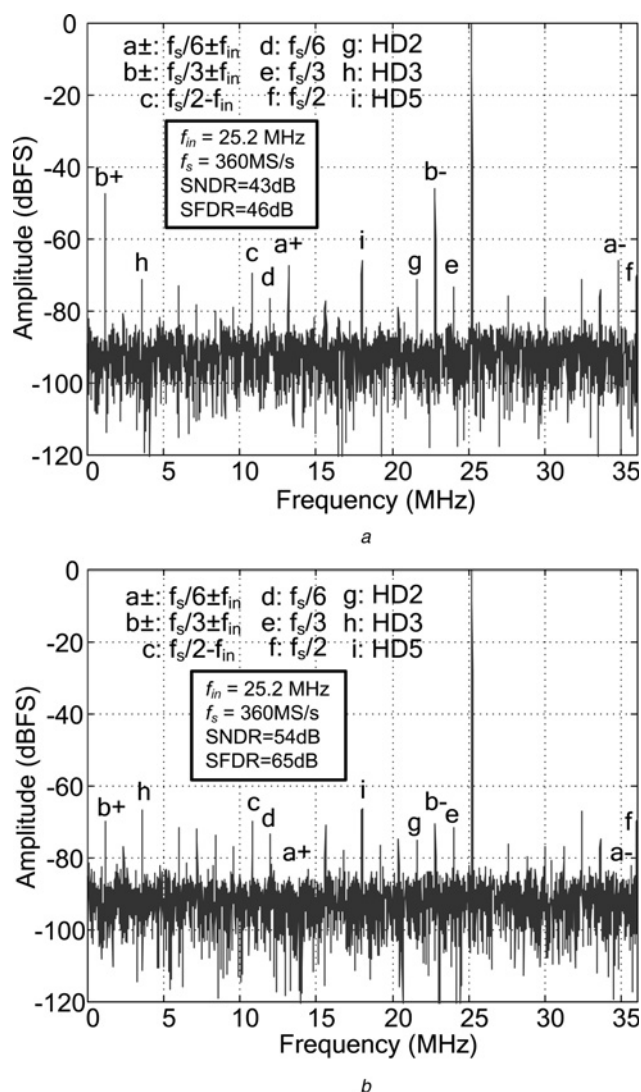 0
a±: fs/6±fin d: fs/6 g: HD2
b±: fs/3±fin e: fs/3 h: HD3
c: fs/2-fin f: fs/2 i: HD5
-20
fin = 25.2 MHz
fs = 360MS/s
SNDR=43dB
SFDR=46dB
-40
b+
b-
-60
h
c
d
a+
i
g
e
a-
f
-80
-100
-120
Amplitude (dBFS)
0 5 10 15 20 25 30 35
Frequency (MHz)
a
0
a±: fs/6±fin d: fs/6 g: HD2
b±: fs/3±fin e: fs/3 h: HD3
c: fs/2-fin f: fs/2 i: HD5
-20
fin = 25.2 MHz
fs = 360MS/s
SNDR=54dB
SFDR=65dB
-40
-60
b+
h
c
d
a+
i
g
b-
e
a-
f
-80
-100
-120
Amplitude (dBFS)
0 5 10 15 20 25 30 35
Frequency (MHz)
b